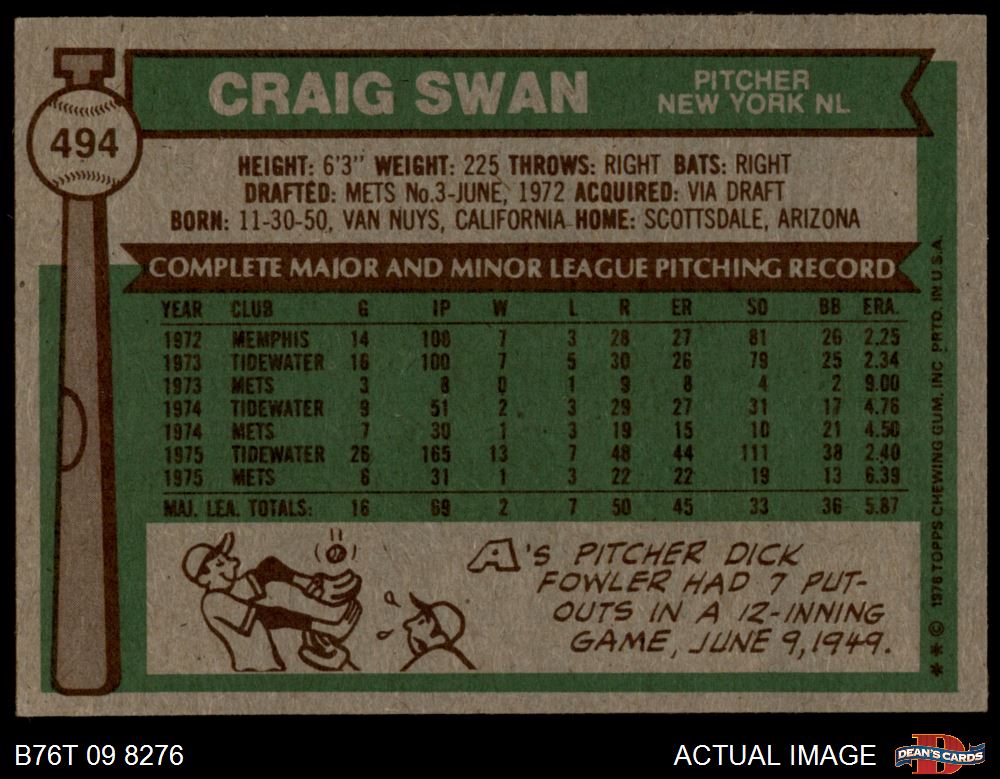 494
CRAIG SWAN
PITCHER
NEW YORK NL
HEIGHT: 6'3" WEIGHT: 225 THROWS: RIGHT BATS: RIGHT
DRAFTED: METS No.3-JUNE, 1972 ACQUIRED: VIA DRAFT
BORN: 11-30-50, VAN NUYS, CALIFORNIA HOME: SCOTTSDALE, ARIZONA
COMPLETE MAJOR AND MINOR LEAGUE PITCHING RECORD
YEAR CLUB G IP W L R ER SO BB ERA.
1972 MEMPHIS 14 108 7 3 28 27 81 26 2.25
1973 TIDEWATER 16 100 7 5 30 26 79 25 2.34
1973 METS 3 8 0 1 9 8 4 2 9.00
1974 TIDEWATER 9 51 2 3 29 27 31 17 4.76
1974 METS 7 30 1 3 19 15 10 21 4.50
1975 TIDEWATER 26 165 13 7 48 44 111 38 2.40
1975 METS 6 31 1 3 22 22 19 13 6.39
MAJ. LEA. TOTALS: 16 69 2 7 50 45 33 36 5.87
A'S PITCHER DICK
FOWLER HAD 7 PUT-
OUTS IN A 12-INNING
GAME, JUNE 9, 1949.
** © 1976 TOPPS CHEWING GUM, INC. PRTD. IN U.S.A.
B76T 09 8276
ACTUAL IMAGE
DEAN'S CARDS